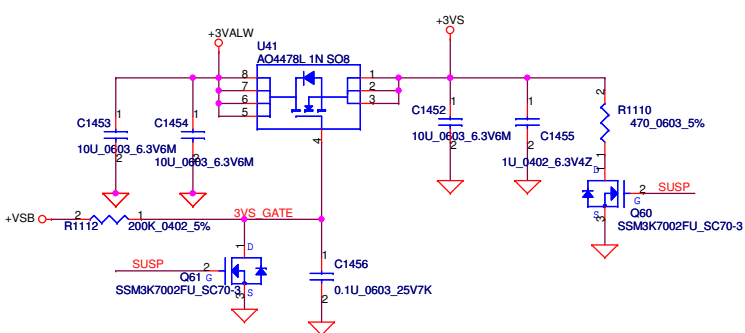 +3VS
+3VALW
U41
AO4478L 1N SO8
8
7
6
5
1
2
3
4
C1453
1
2
10U_0603_6.3V6M
C1454
1
2
10U_0603_6.3V6M
C1452
1
2
10U_0603_6.3V6M
C1455
1
2
1U_0402_6.3V4Z
2
R1110
470_0603_5%
1
D
SUSP
2
G
S
3
Q60
SSM3K7002FU_SC70-3
+VSB
2
1
R1112
200K_0402_5%
3VS_GATE
1
D
SUSP
2
G
Q61
S
3
SSM3K7002FU_SC70-3
1
C1456
2
0.1U_0603_25V7K